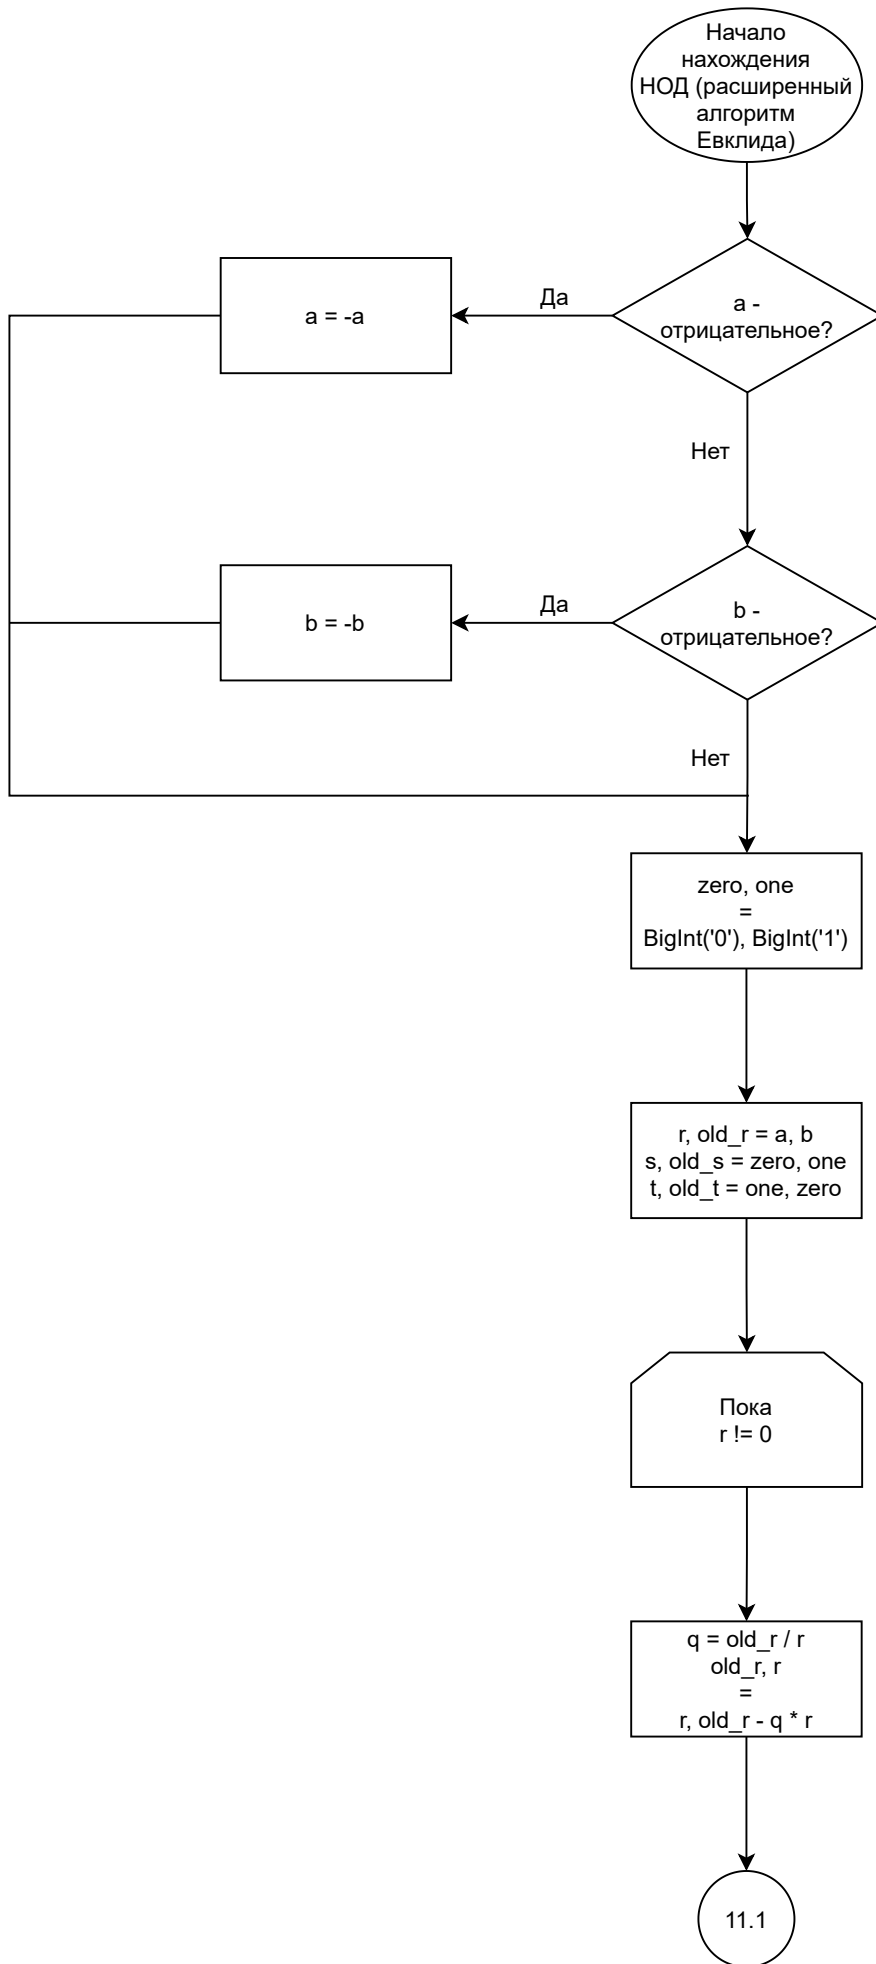 Начало
нахождения
НОД (расширенный
алгоритм
Евклида)
a -
отрицательное?
Да
a = -a
Нет
b -
отрицательное?
Да
b = -b
Нет
zero, one
=
BigInt('0'), BigInt('1')
r, old_r = a, b
s, old_s = zero, one
t, old_t = one, zero
Пока
r != 0
q = old_r / r
old_r, r
=
r, old_r - q * r
11.1